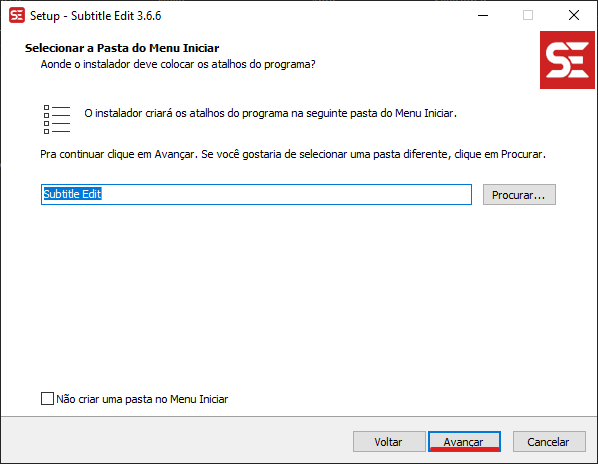 Setup - Subtitle Edit 3.6.6
Selecionar a Pasta do Menu Iniciar
Aonde o instalador deve colocar os atalhos do programa?
SE
O instalador criará os atalhos do programa na seguinte pasta do Menu Iniciar.
Pra continuar clique em Avançar. Se você gostaria de selecionar uma pasta diferente, clique em Procurar.
Subtitle Edit
Procurar...
Não criar uma pasta no Menu Iniciar
Voltar
Avançar
Cancelar